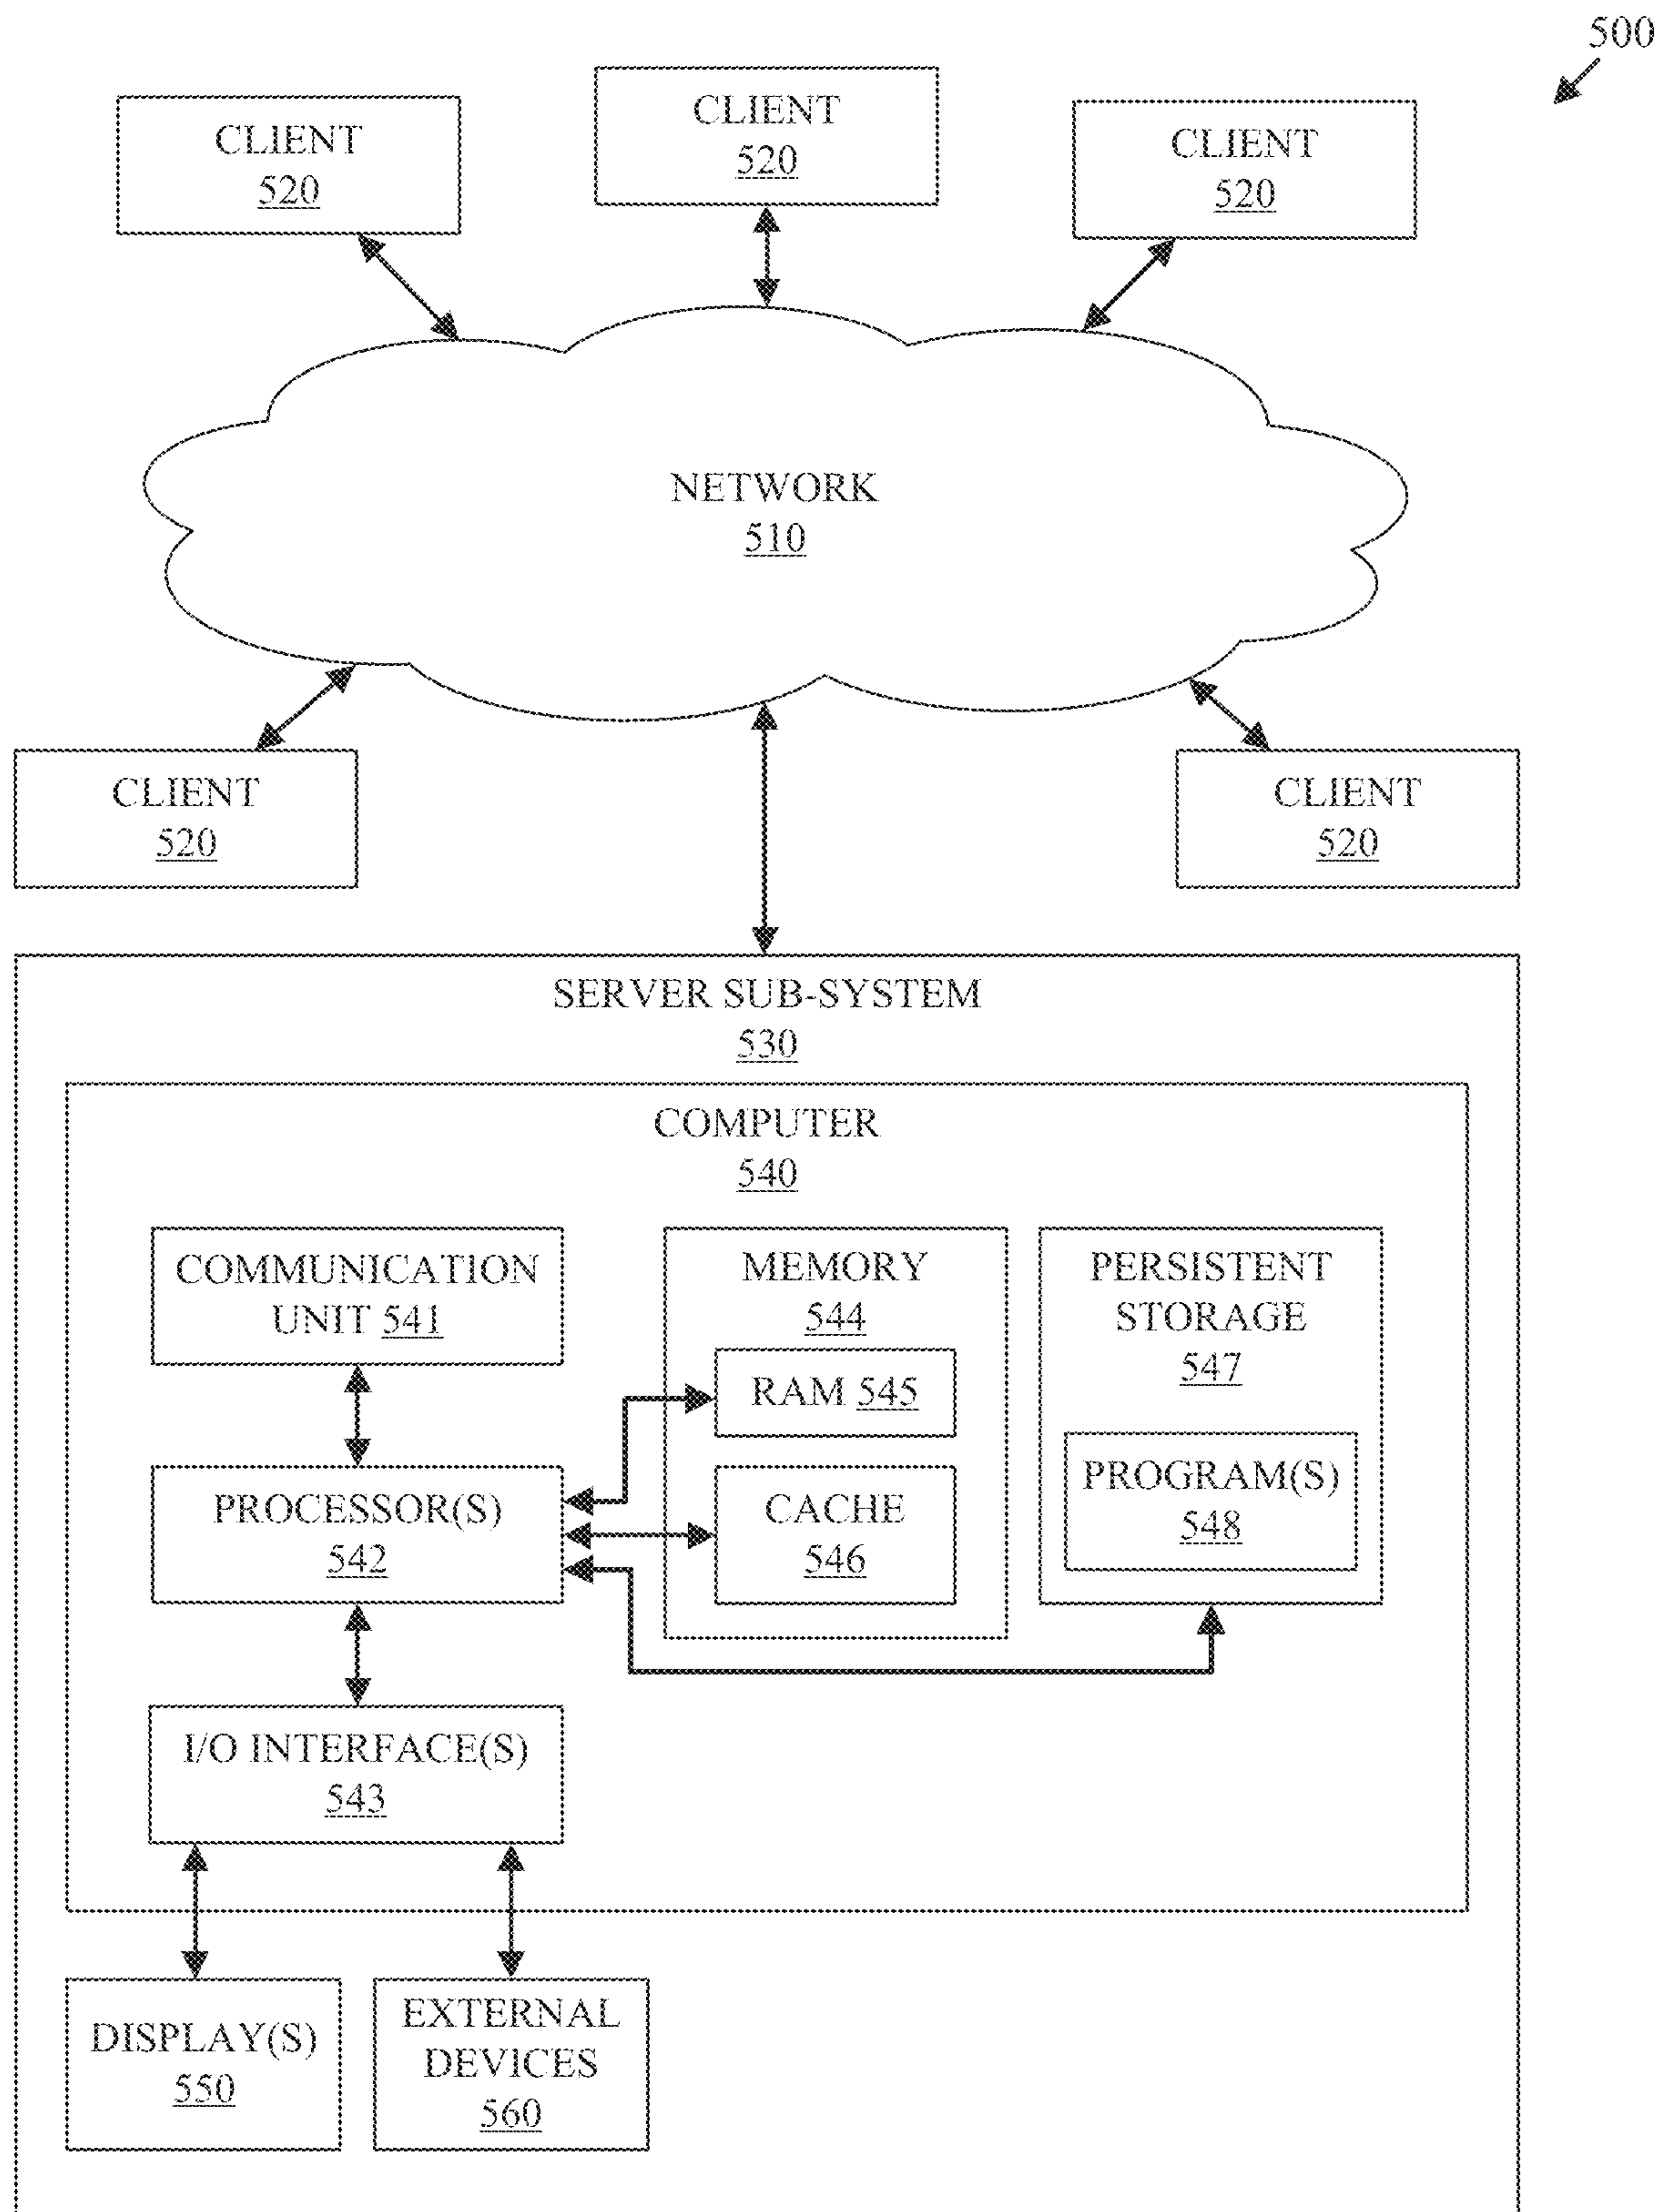 500
CLIENT
520
CLIENT
520
CLIENT
520
NETWORK
510
CLIENT
520
CLIENT
520
SERVER SUB-SYSTEM
530
COMPUTER
540
COMMUNICATION
UNIT 541
MEMORY
544
PERSISTENT
STORAGE
547
RAM 545
PROCESSOR(S)
542
CACHE
546
PROGRAM(S)
548
I/O INTERFACE(S)
543
DISPLAY(S)
550
EXTERNAL
DEVICES
560